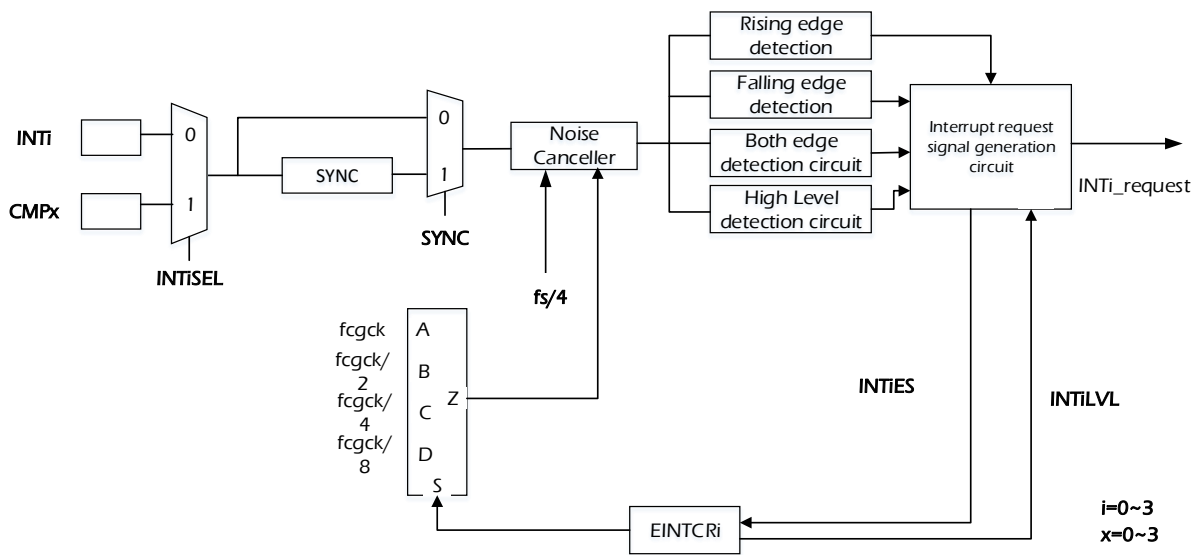 Rising edge
detection
Falling edge
detection
Both edge
detection circuit
High Level
detection circuit
Interrupt request
signal generation
circuit
INTi_request
INTi
CMPx
0
1
INTiSEL
SYNC
0
1
SYNC
Noise
Canceller
fs/4
fcgck
fcgck/
2
fcgck/
4
fcgck/
8
A
B
C
D
Z
S
INTiES
INTiLVL
EINTCRi
i=0~3
x=0~3